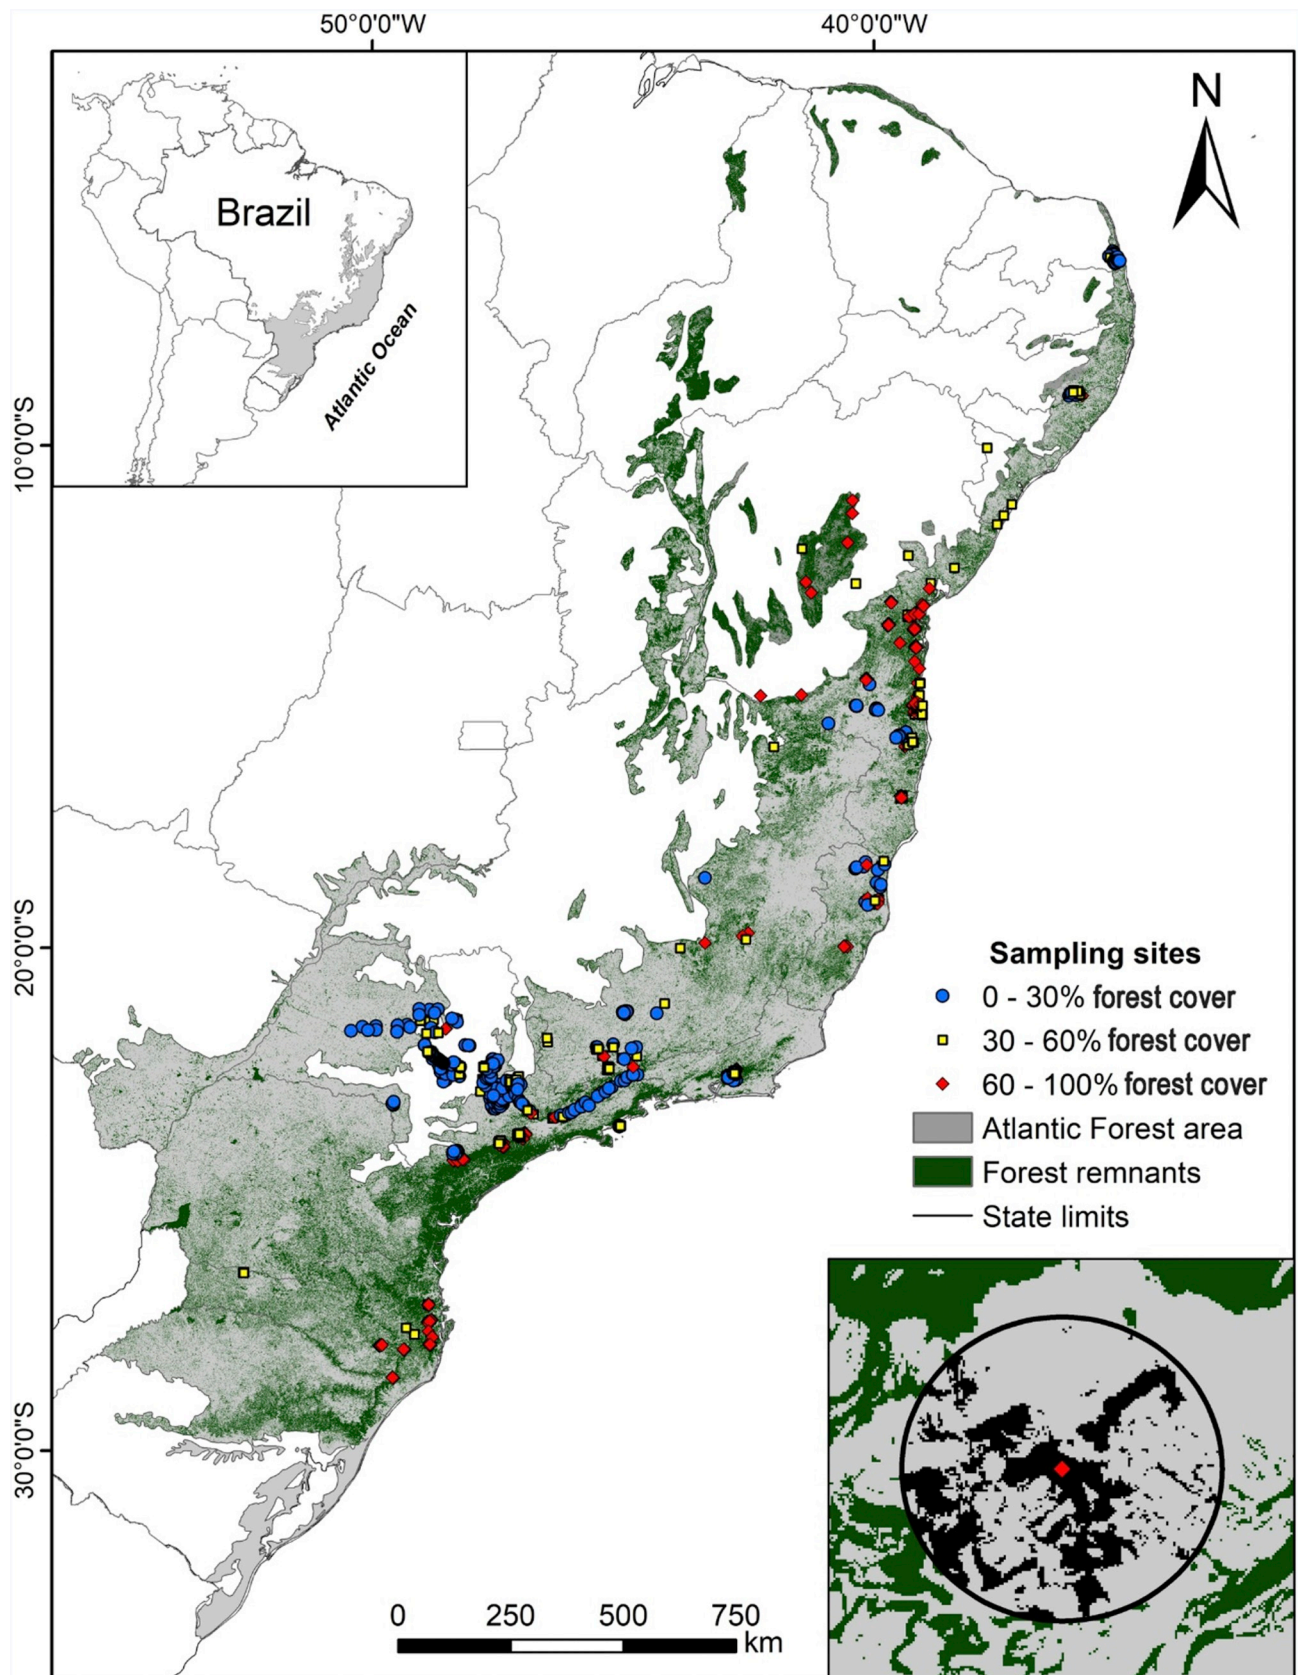 50°0'0"W
40°0'0"W
N
Brazil
Atlantic Ocean
10°0'0"S
20°0'0"S
30°0'0"S
Sampling sites
0 - 30% forest cover
30 - 60% forest cover
60 - 100% forest cover
Atlantic Forest area
Forest remnants
State limits
0 250 500 750
km